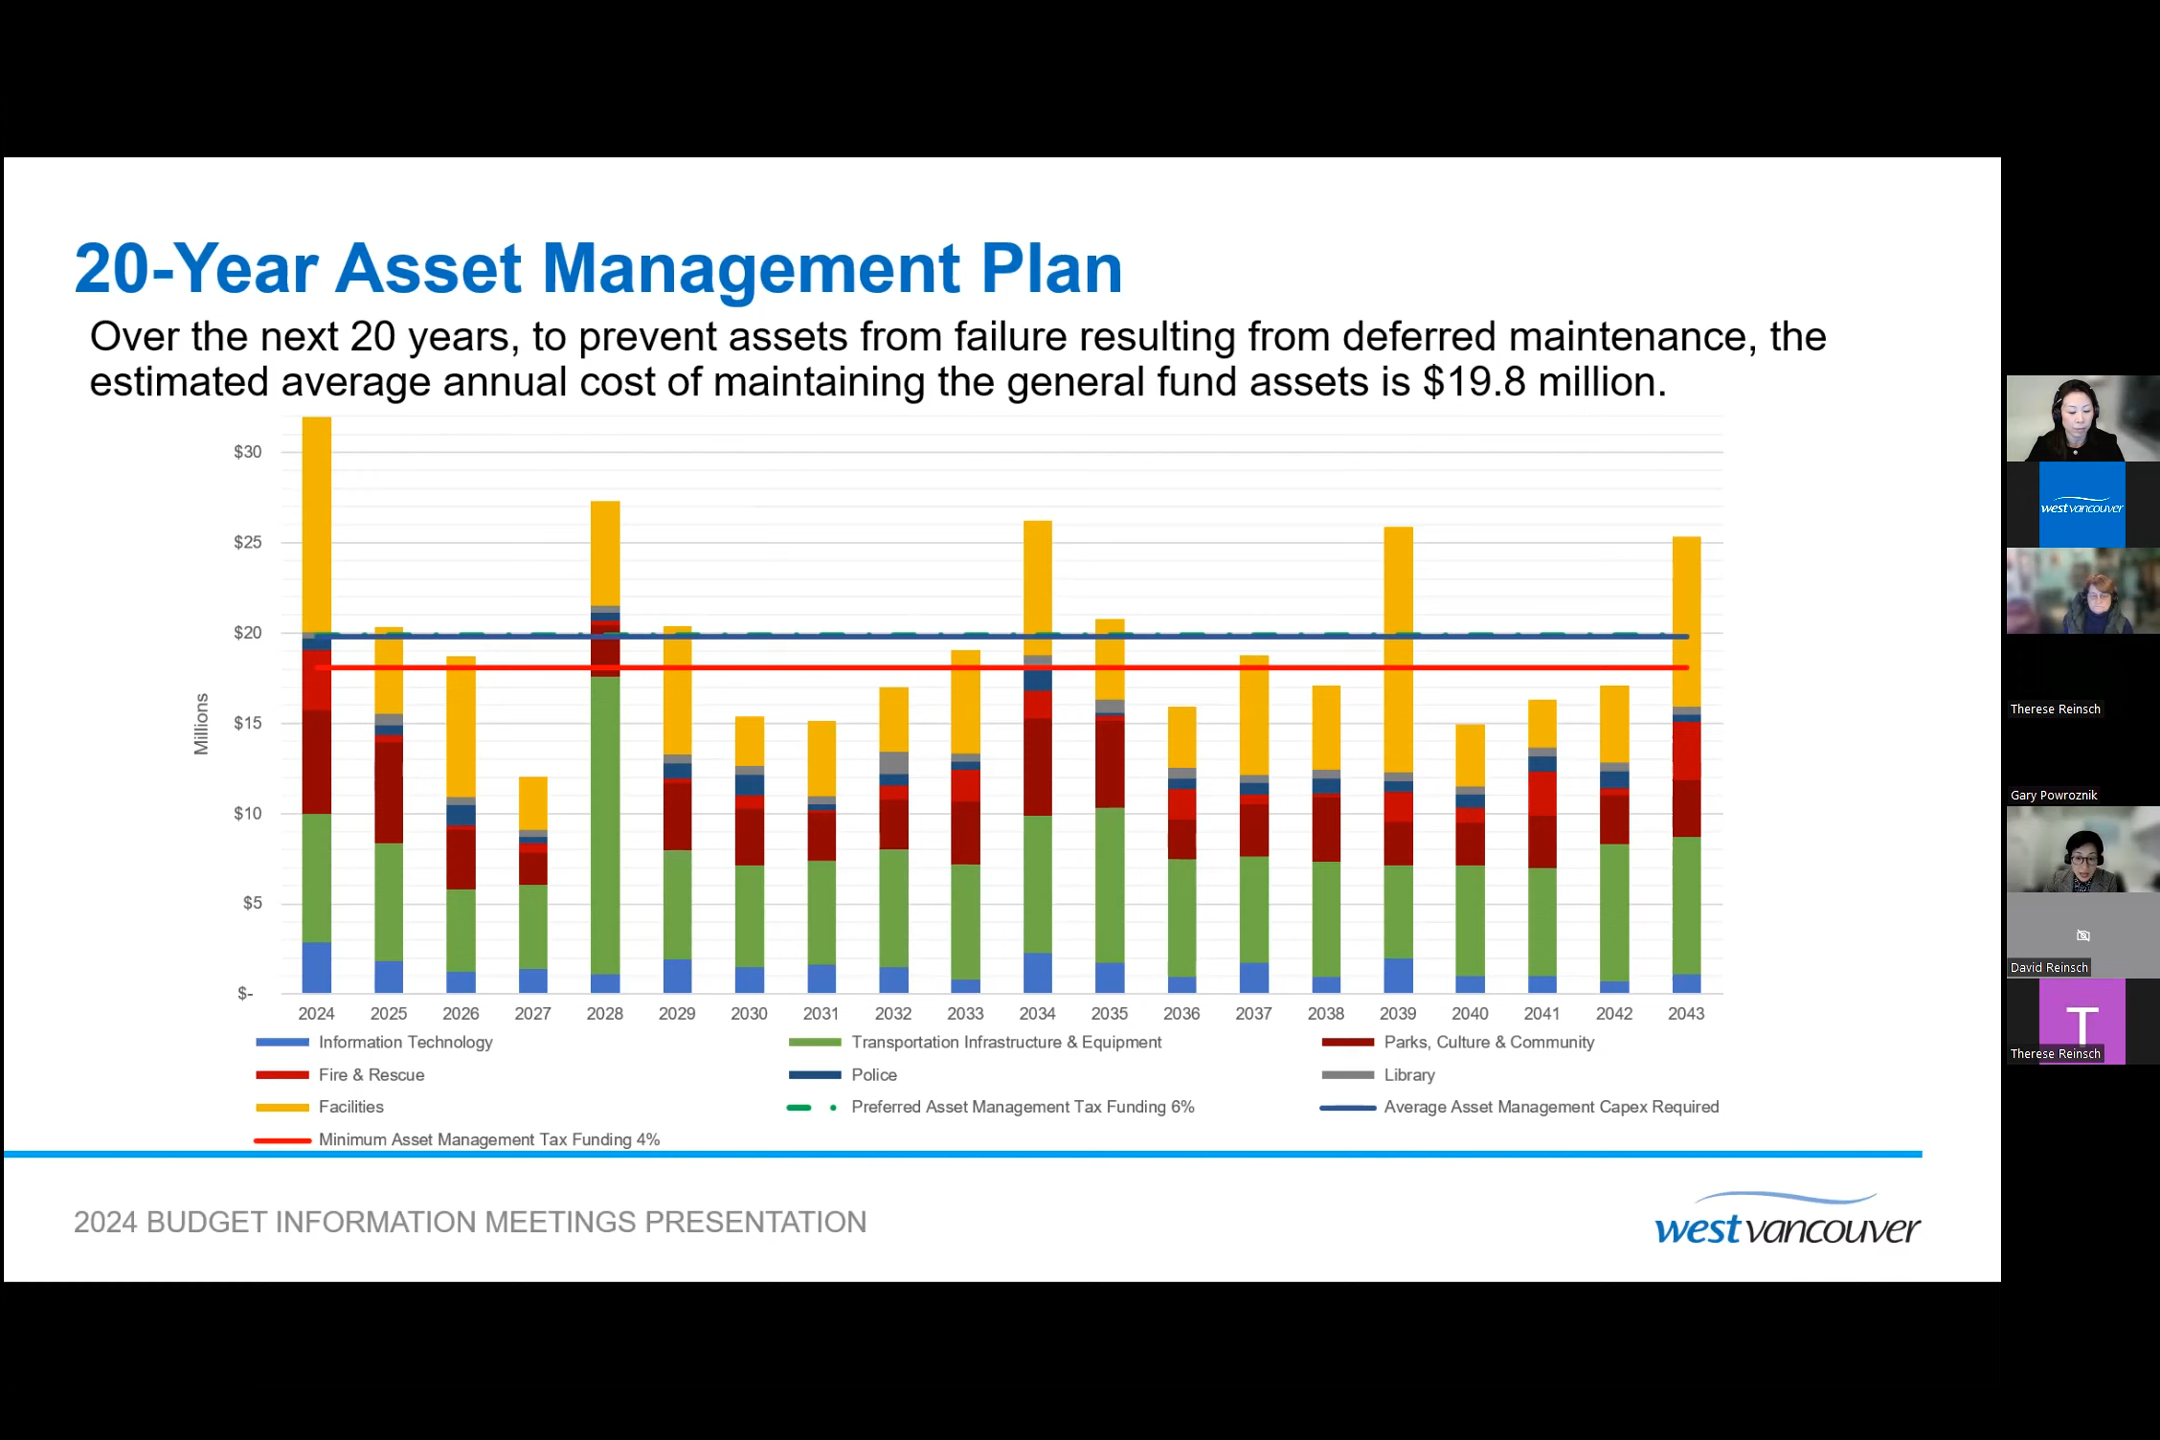 20-Year Asset Management Plan
Over the next 20 years, to prevent assets from failure resulting from deferred maintenance, the
estimated average annual cost of maintaining the general fund assets is $19.8 million.
$30
$25
$20
$15
$10
$5
$-
Millions
2024 2025 2026 2027 2028 2029 2030 2031 2032 2033 2034 2035 2036 2037 2038 2039 2040 2041 2042 2043
Information Technology Transportation Infrastructure & Equipment Parks, Culture & Community
Fire & Rescue Police Library
Facilities Preferred Asset Management Tax Funding 6% Average Asset Management Capex Required
Minimum Asset Management Tax Funding 4%
2024 BUDGET INFORMATION MEETINGS PRESENTATION
westvancouver
westvancouver
Therese Reinsch
Gary Powroznik
David Reinsch
T
Therese Reinsch